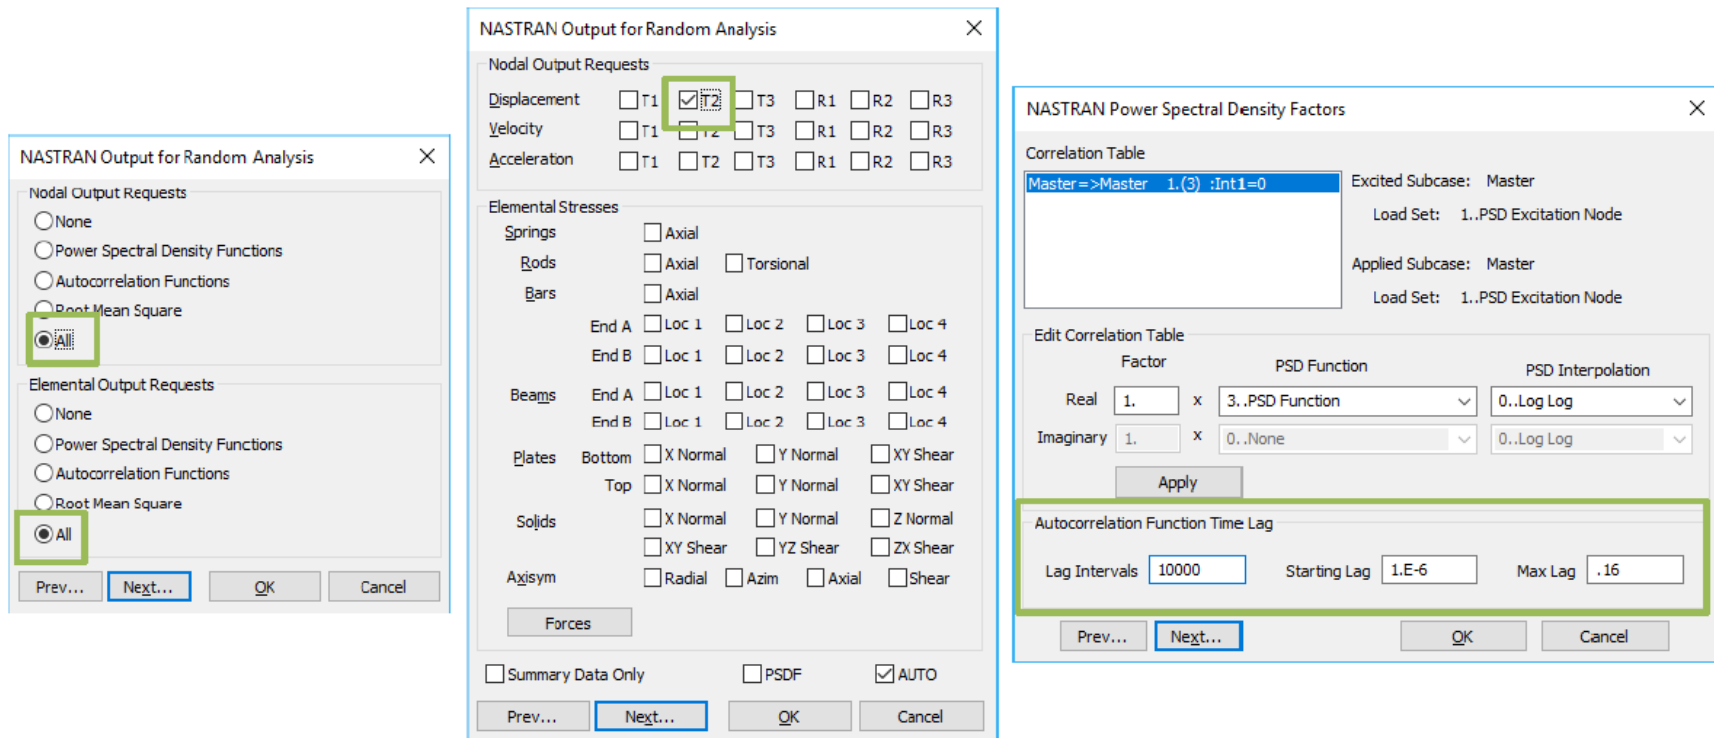 NASTRAN Output for Random Analysis
Nodal Output Requests
None
Power Spectral Density Functions
Autocorrelation Functions
Root Mean Square
All
Elemental Output Requests
None
Power Spectral Density Functions
Autocorrelation Functions
Root Mean Square
All
Prev... Next... OK Cancel
NASTRAN Output for Random Analysis
Nodal Output Requests
Displacement T1 T2 T3 R1 R2 R3
Velocity T1 T2 T3 R1 R2 R3
Acceleration T1 T2 T3 R1 R2 R3
Elemental Stresses
Springs Axial
Rods Axial Torsional
Bars Axial
End A Loc 1 Loc 2 Loc 3 Loc 4
End B Loc 1 Loc 2 Loc 3 Loc 4
Beams End A Loc 1 Loc 2 Loc 3 Loc 4
End B Loc 1 Loc 2 Loc 3 Loc 4
Plates Bottom X Normal Y Normal XY Shear
Top X Normal Y Normal XY Shear
Solids X Normal Y Normal Z Normal
XY Shear YZ Shear ZX Shear
Axisym Radial Azim Axial Shear
Forces
Summary Data Only PSDF AUTO
Prev... Next... OK Cancel
NASTRAN Power Spectral Density Factors
Correlation Table
Master=>Master 1.(3) :Int1=0
Excited Subcase: Master
Load Set: 1..PSD Excitation Node
Applied Subcase: Master
Load Set: 1..PSD Excitation Node
Edit Correlation Table
Factor PSD Function PSD Interpolation
Real 1. x 3..PSD Function 0..Log Log
Imaginary 1. x 0..None 0..Log Log
Apply
Autocorrelation Function Time Lag
Lag Intervals 10000 Starting Lag 1.E-6 Max Lag .16
Prev... Next... OK Cancel